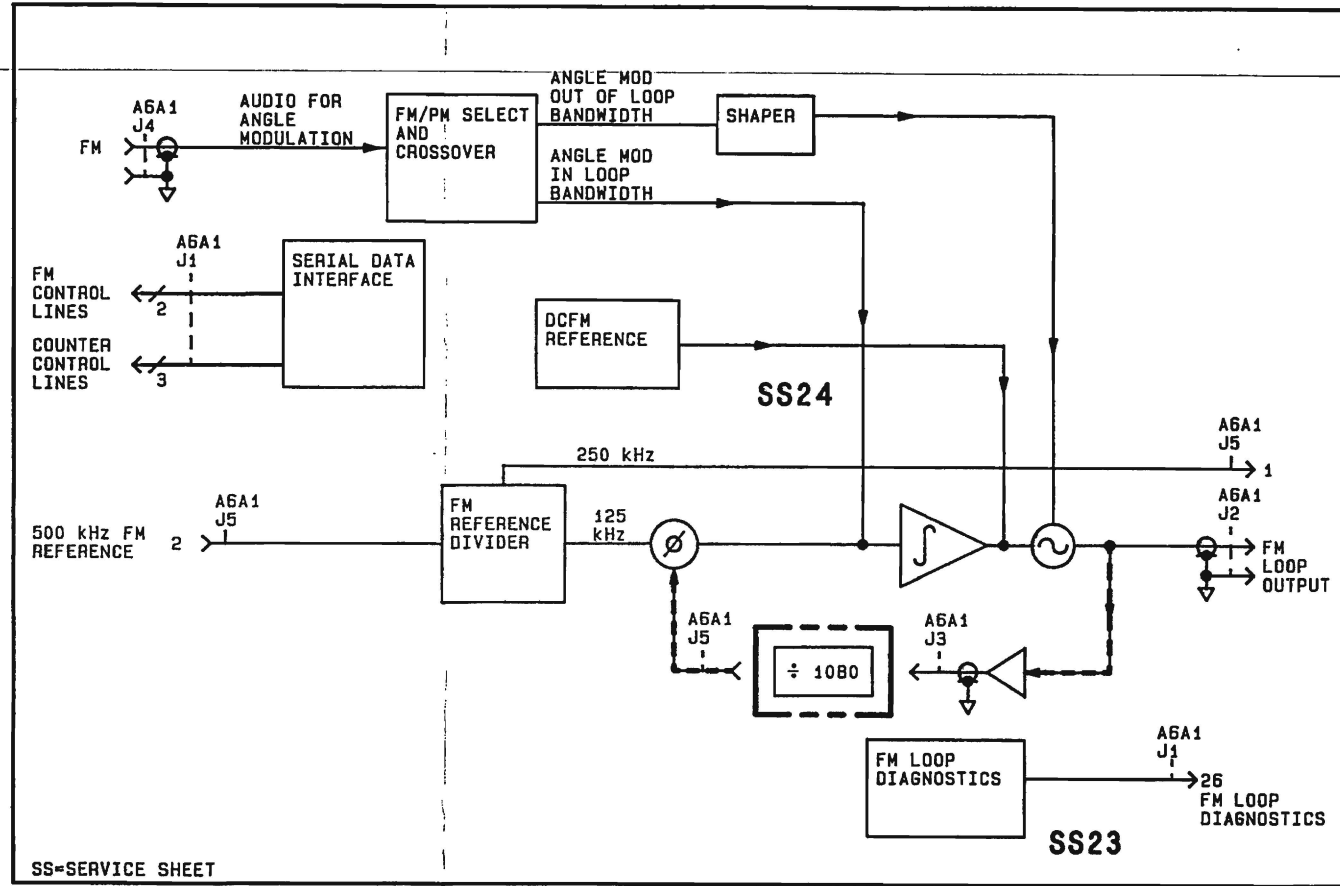 ANGLE MOD
OUT OF LOOP
BANDWIDTH
A6A1
J4
AUDIO FOR
ANGLE
MODULATION
FM
FM/PM SELECT
AND
CROSSOVER
SHAPER
ANGLE MOD
IN LOOP
BANDWIDTH
A6A1
J1
SERIAL DATA
INTERFACE
FM
CONTROL
LINES
2
COUNTER
CONTROL
LINES
3
DCFM
REFERENCE
SS24
A6A1
J5
250 kHz
1
500 kHz FM
REFERENCE
2
A6A1
J5
FM
REFERENCE
DIVIDER
125
kHz
ø
∫
A6A1
J2
FM
LOOP
OUTPUT
A6A1
J5
÷ 1080
A6A1
J3
FM LOOP
DIAGNOSTICS
A6A1
J1
26
FM LOOP
DIAGNOSTICS
SS23
SS=SERVICE SHEET